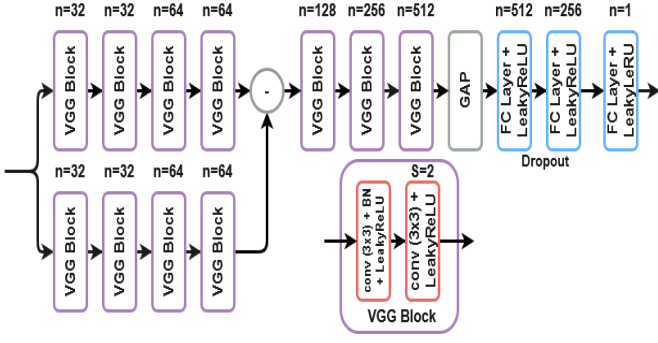 n=32 n=32 n=64 n=64 n=128 n=256 n=512 n=512 n=256 n=1
VGG Block
VGG Block
VGG Block
VGG Block
-
VGG Block
VGG Block
VGG Block
GAP
FC Layer +
LeakyReLU
FC Layer +
LeakyReLU
FC Layer +
LeakyLeRU
Dropout
n=32 n=32 n=64 n=64
VGG Block
VGG Block
VGG Block
VGG Block
S=2
conv (3x3) + BN
+ LeakyReLU
conv (3x3) +
LeakyReLU
VGG Block